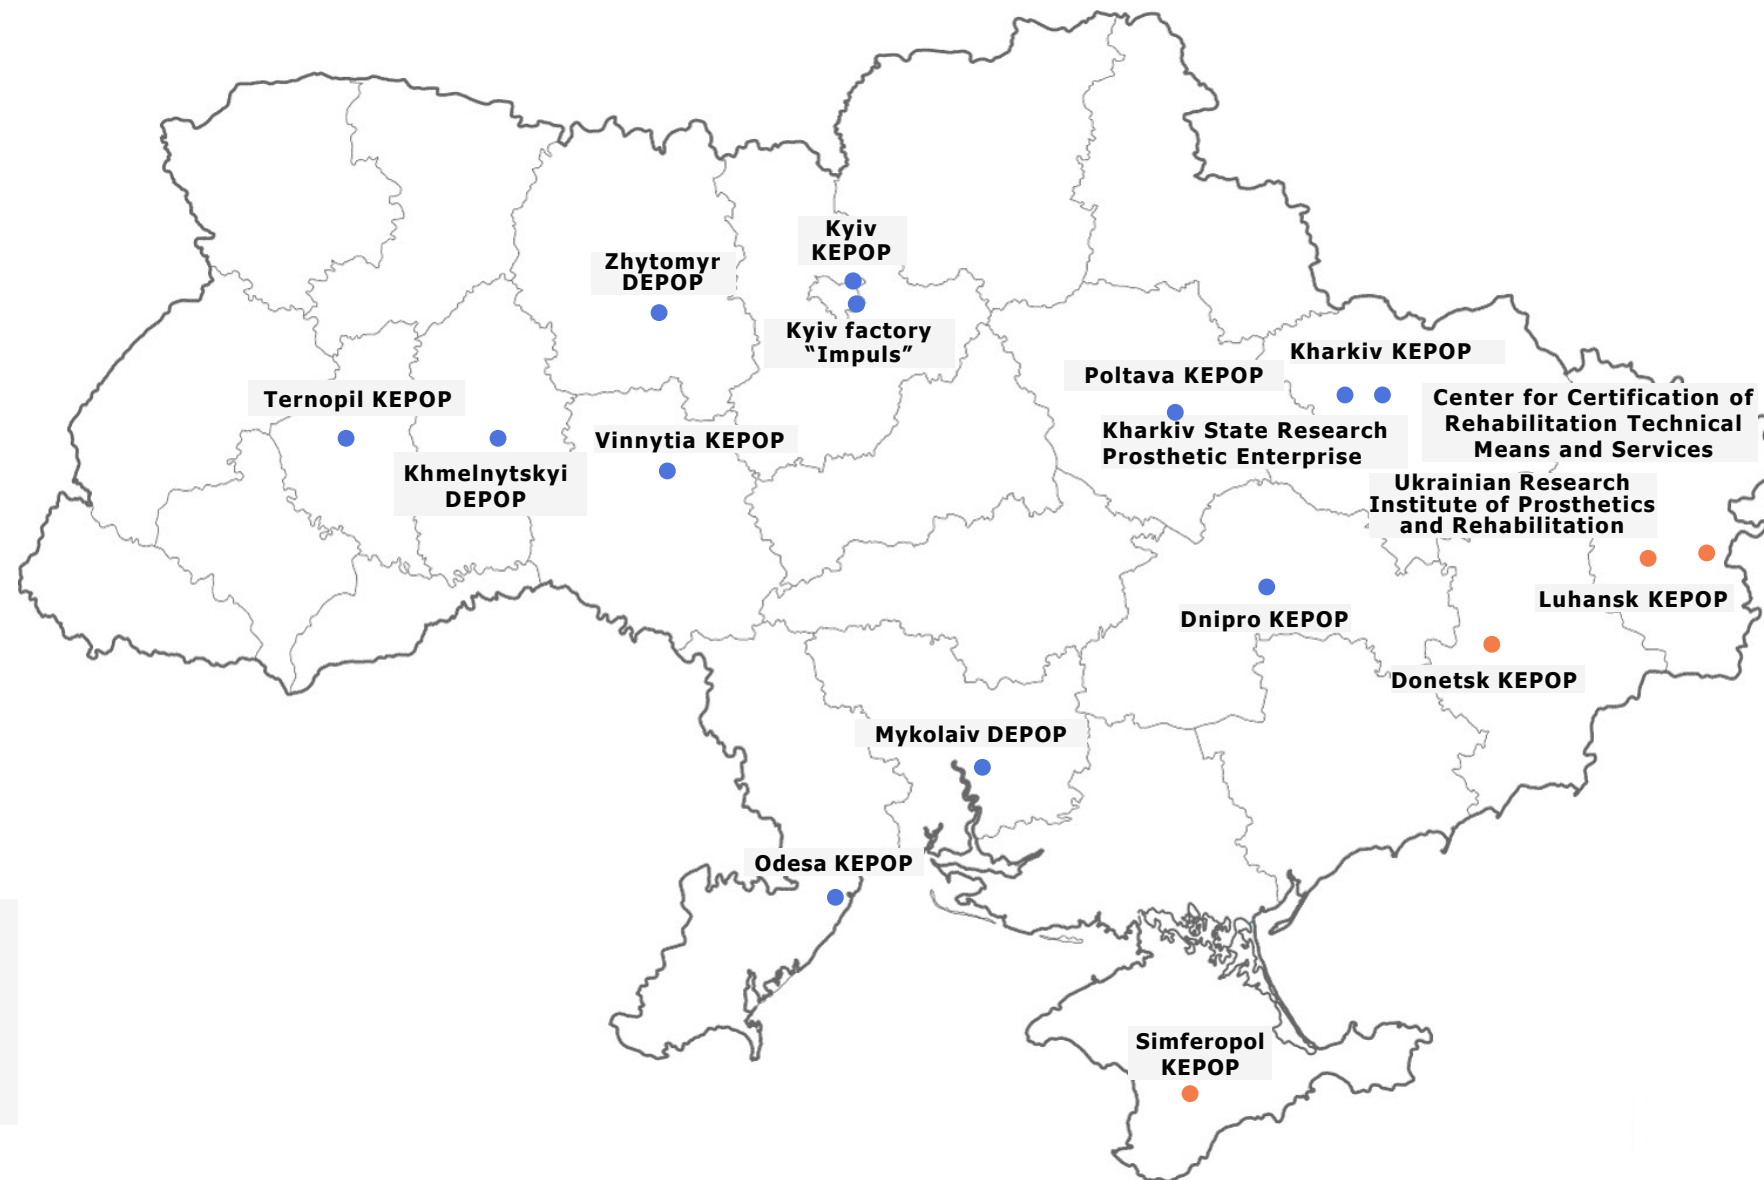 Kyiv
KEPOP
Zhytomyr
DEPOP
Kyiv factory
“Impuls”
Kharkiv KEPOP
Poltava KEPOP
Ternopil KEPOP
Center for Certification of
Rehabilitation Technical
Means and Services
Kharkiv State Research
Prosthetic Enterprise
Vinnytia KEPOP
Khmelnytskyi
DEPOP
Ukrainian Research
Institute of Prosthetics
and Rehabilitation
Luhansk KEPOP
Dnipro KEPOP
Donetsk KEPOP
Mykolaiv DEPOP
Odesa KEPOP
Simferopol
KEPOP